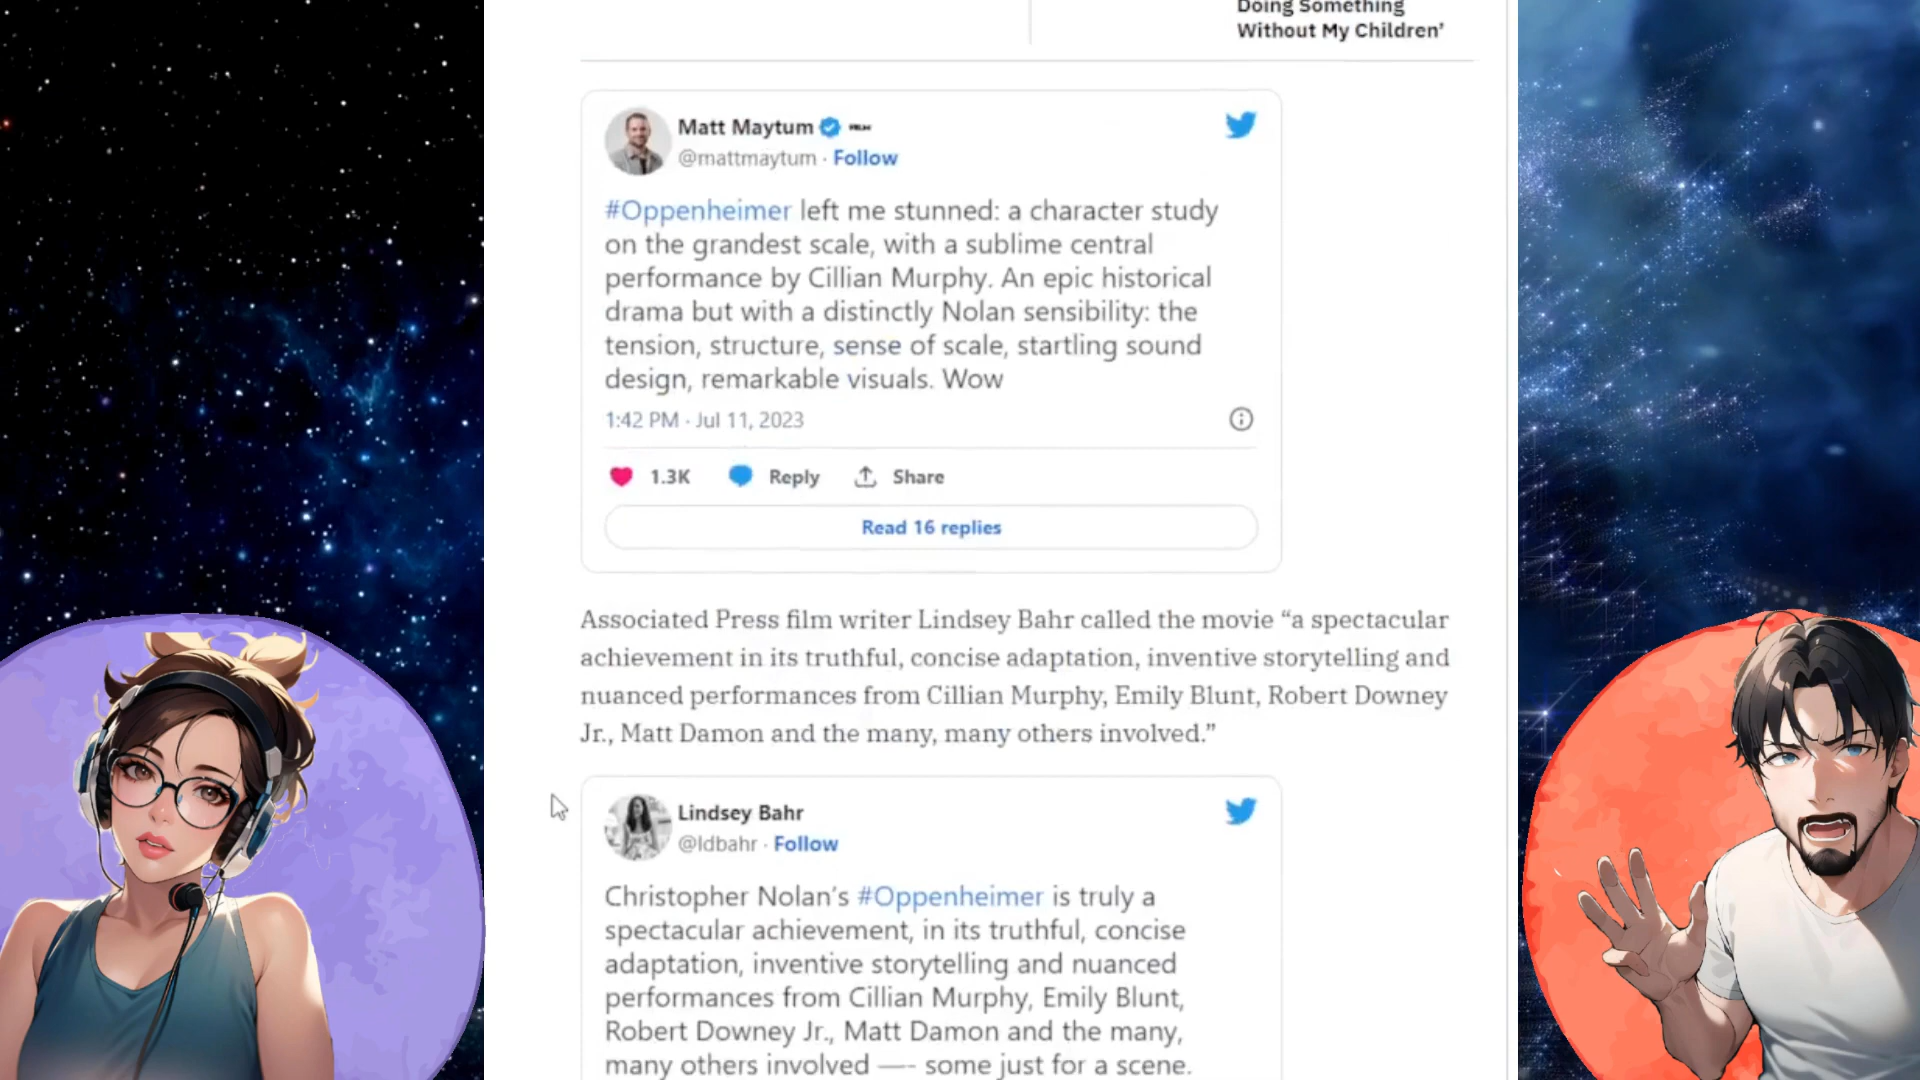 Doing Something
Without My Children’
Matt Maytum
@mattmaytum · Follow
#Oppenheimer left me stunned: a character study
on the grandest scale, with a sublime central
performance by Cillian Murphy. An epic historical
drama but with a distinctly Nolan sensibility: the
tension, structure, sense of scale, startling sound
design, remarkable visuals. Wow
1:42 PM · Jul 11, 2023
1.3K Reply Share
Read 16 replies
Associated Press film writer Lindsey Bahr called the movie “a spectacular
achievement in its truthful, concise adaptation, inventive storytelling and
nuanced performances from Cillian Murphy, Emily Blunt, Robert Downey
Jr., Matt Damon and the many, many others involved.”
Lindsey Bahr
@ldbahr · Follow
Christopher Nolan’s #Oppenheimer is truly a
spectacular achievement, in its truthful, concise
adaptation, inventive storytelling and nuanced
performances from Cillian Murphy, Emily Blunt,
Robert Downey Jr., Matt Damon and the many,
many others involved —- some just for a scene.